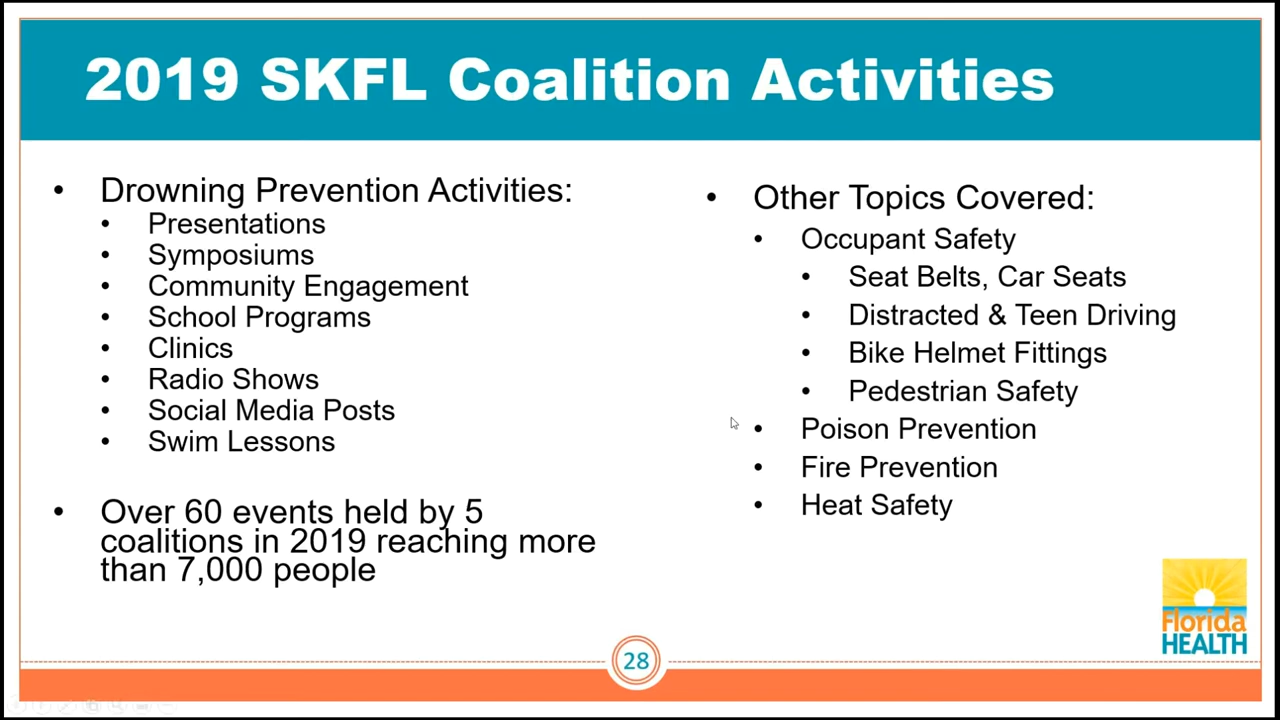 2019 SKFL Coalition Activities
• Drowning Prevention Activities:
• Presentations
• Symposiums
• Community Engagement
• School Programs
• Clinics
• Radio Shows
• Social Media Posts
• Swim Lessons
• Over 60 events held by 5
coalitions in 2019 reaching more
than 7,000 people
• Other Topics Covered:
• Occupant Safety
• Seat Belts, Car Seats
• Distracted & Teen Driving
• Bike Helmet Fittings
• Pedestrian Safety
• Poison Prevention
• Fire Prevention
• Heat Safety
Florida
HEALTH
28